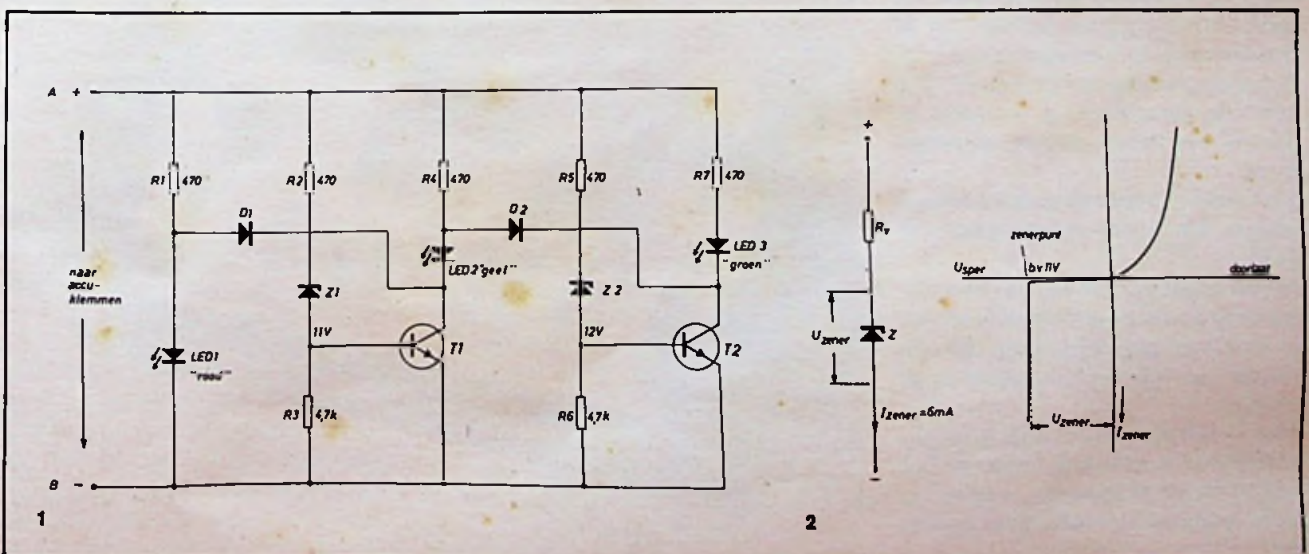 A +
R1 470
R2 470
R4 470
R5 470
R7 470
D1
D2
LED 3
"groen"
LED2 "geel"
naar
accu-
klemmen
Z1
Z2
11V
12V
T1
T2
LED1
"rood"
R3 4,7k
R6 4,7k
B −
1
+
Rv
Uzener
Z
Izener = 6mA
−
zenerpunt
Usper
b.v 11V
doorlaat
Uzener
Izener
2